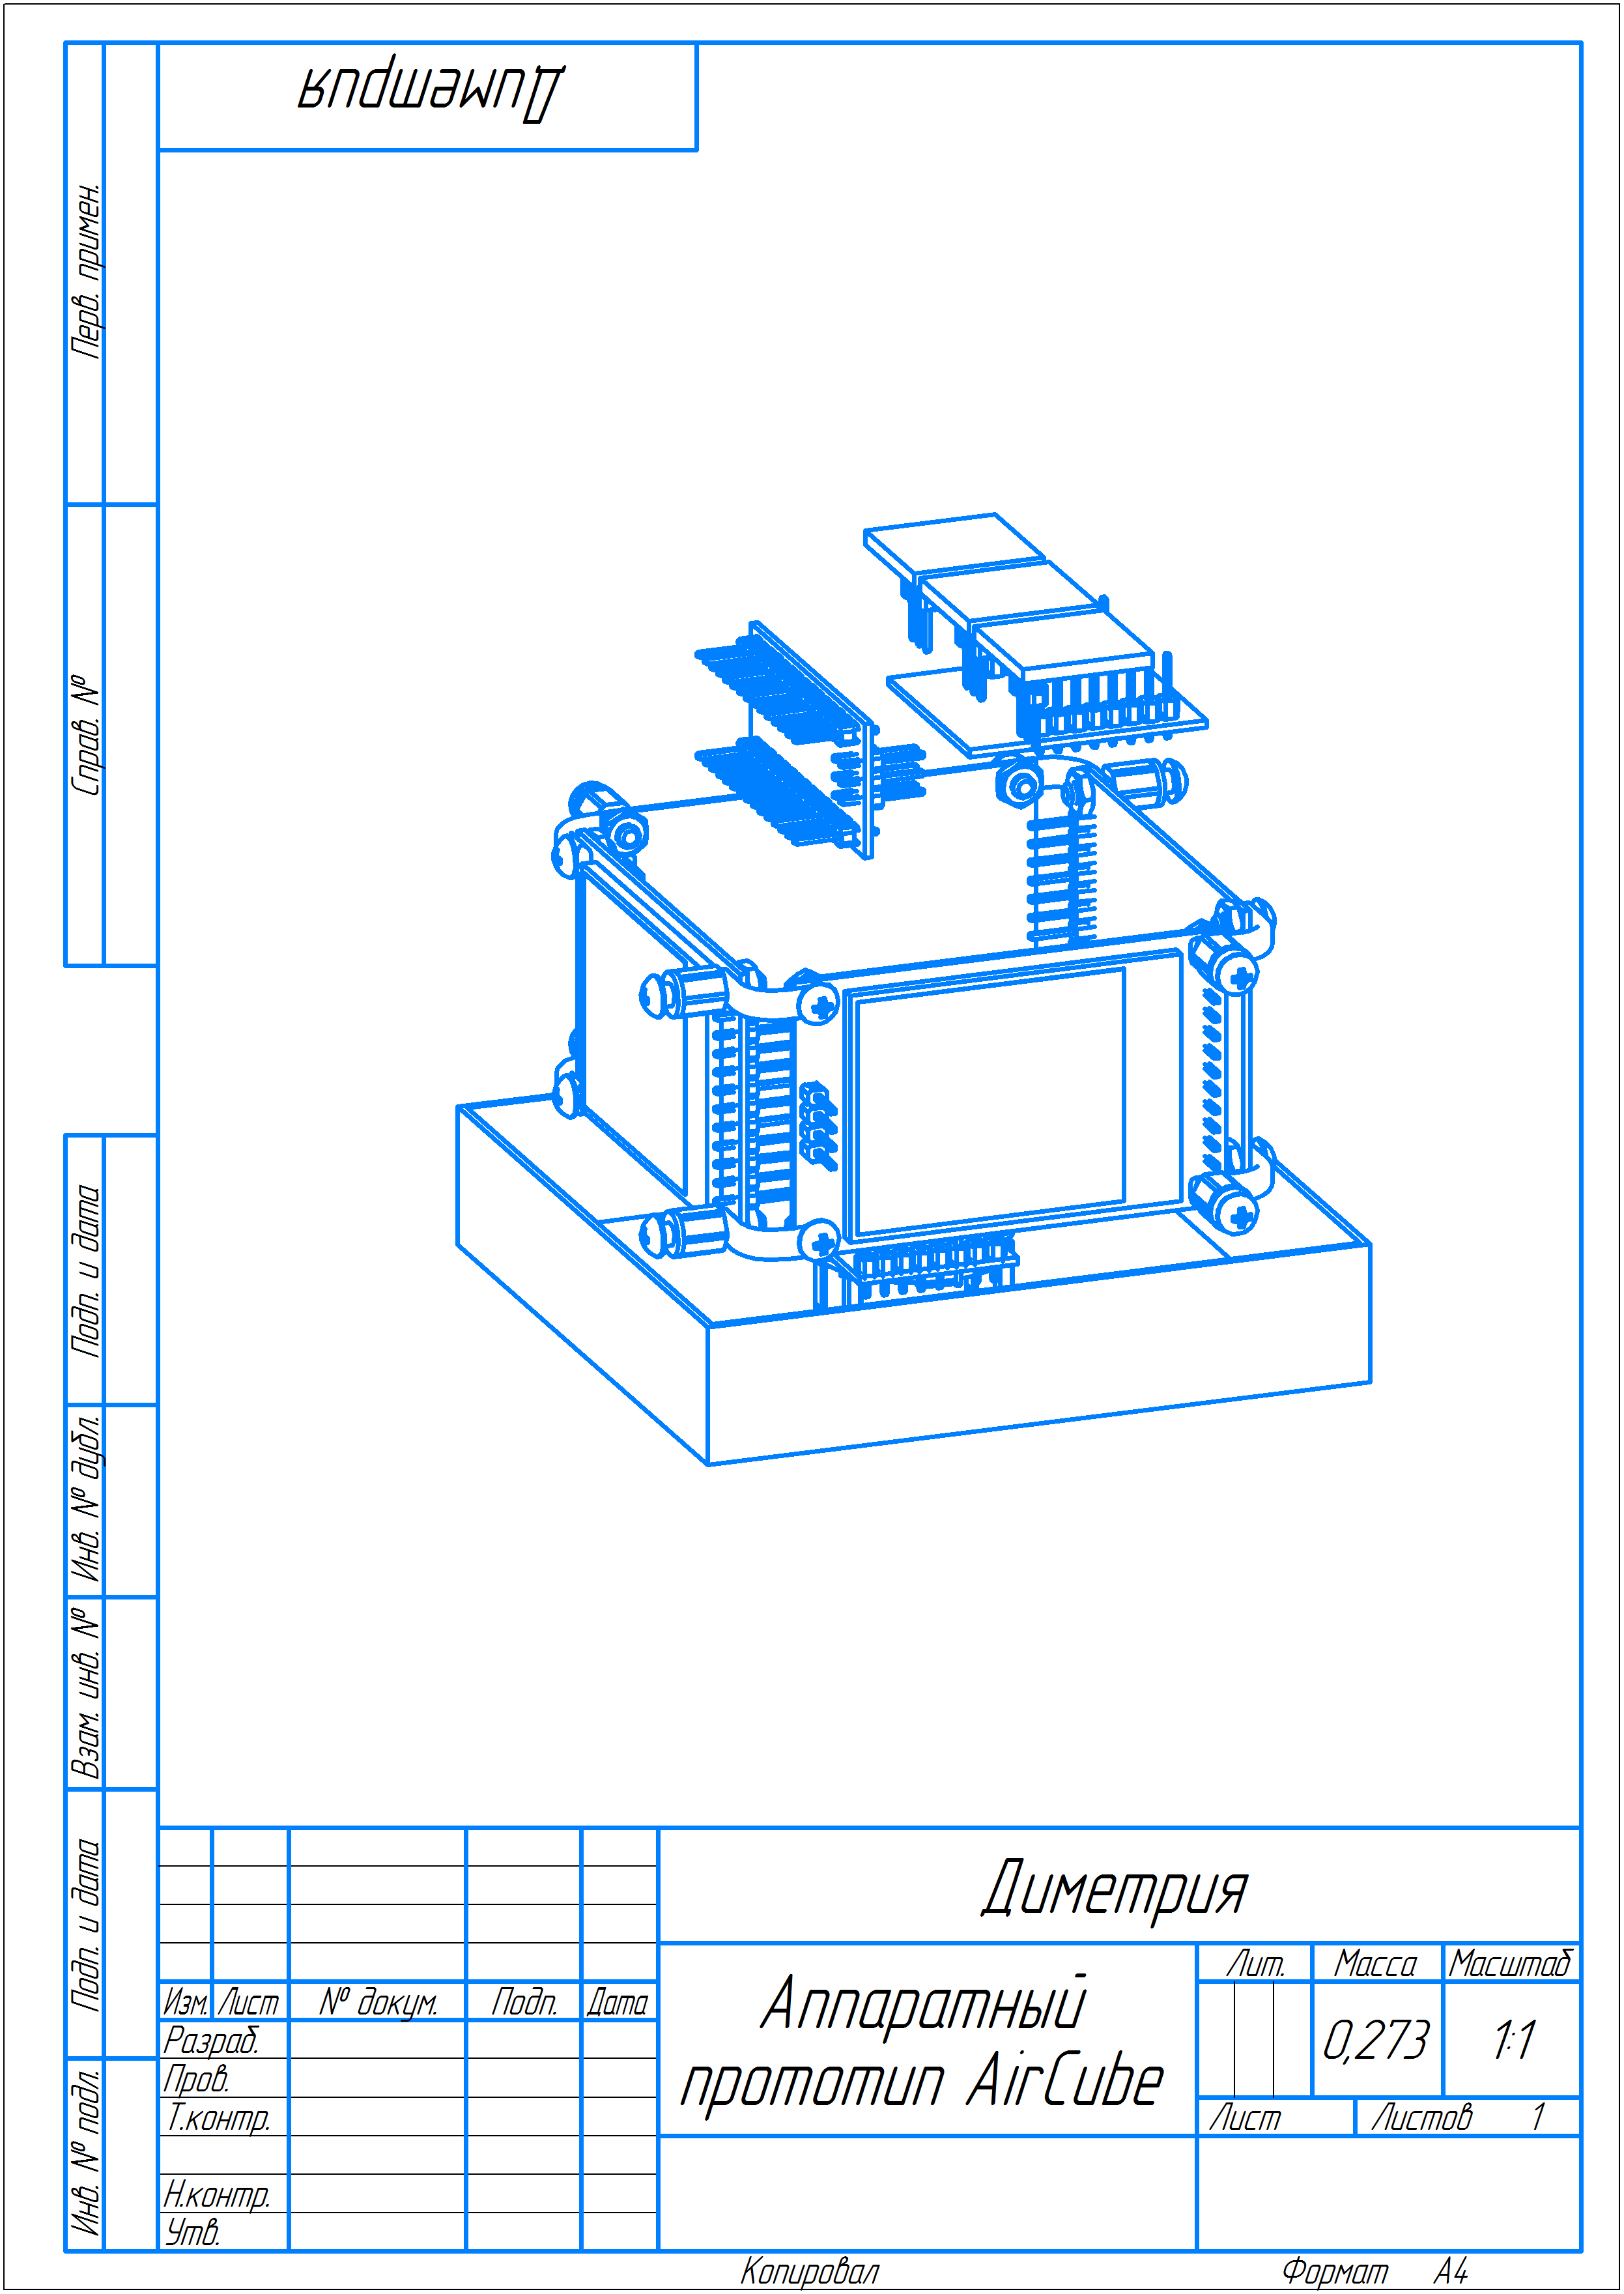 Диметрия
Перв. примен.
Справ. №
Подп. и дата
Инв. № дубл.
Взам. инв. №
Подп. и дата
Инв. № подл.
Диметрия
Изм. Лист № докум. Подп. Дата
Разраб.
Пров.
Т.контр.
Н.контр.
Утв.
Аппаратный
прототип AirCube
Лит. Масса Масштаб
0,273 1:1
Лист Листов 1
Копировал Формат А4